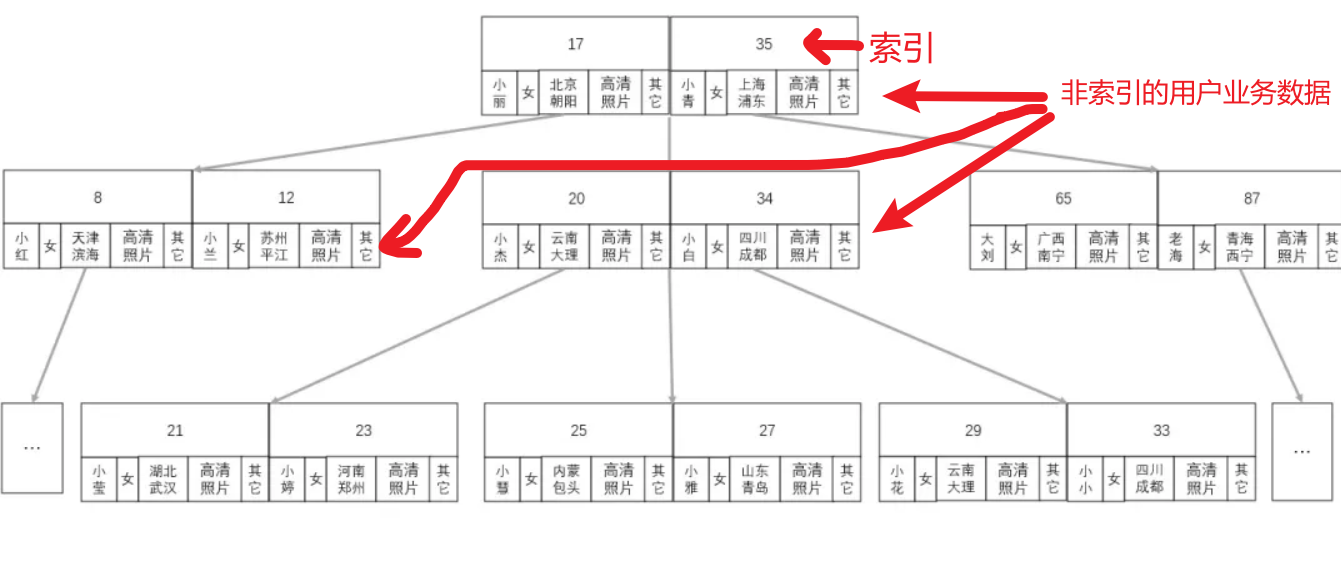 17 35 索引
小丽 女 北京朝阳 高清照片 其它 小青 女 上海浦东 高清照片 其它 非索引的用户业务数据
8 12 20 34 65 87
小红 女 天津滨海 高清照片 其它 小兰 女 苏州平江 高清照片 其它 小杰 女 云南大理 高清照片 其它 小白 女 四川成都 高清照片 其它 大刘 女 广西南宁 高清照片 其它 老海 女 青海西宁 高清照片 其它
... 21 23 25 27 29 33 ...
小莹 女 湖北武汉 高清照片 其它 小婷 女 河南郑州 高清照片 其它 小慧 女 内蒙包头 高清照片 其它 小雅 女 山东青岛 高清照片 其它 小花 女 云南大理 高清照片 其它 小小 女 四川成都 高清照片 其它